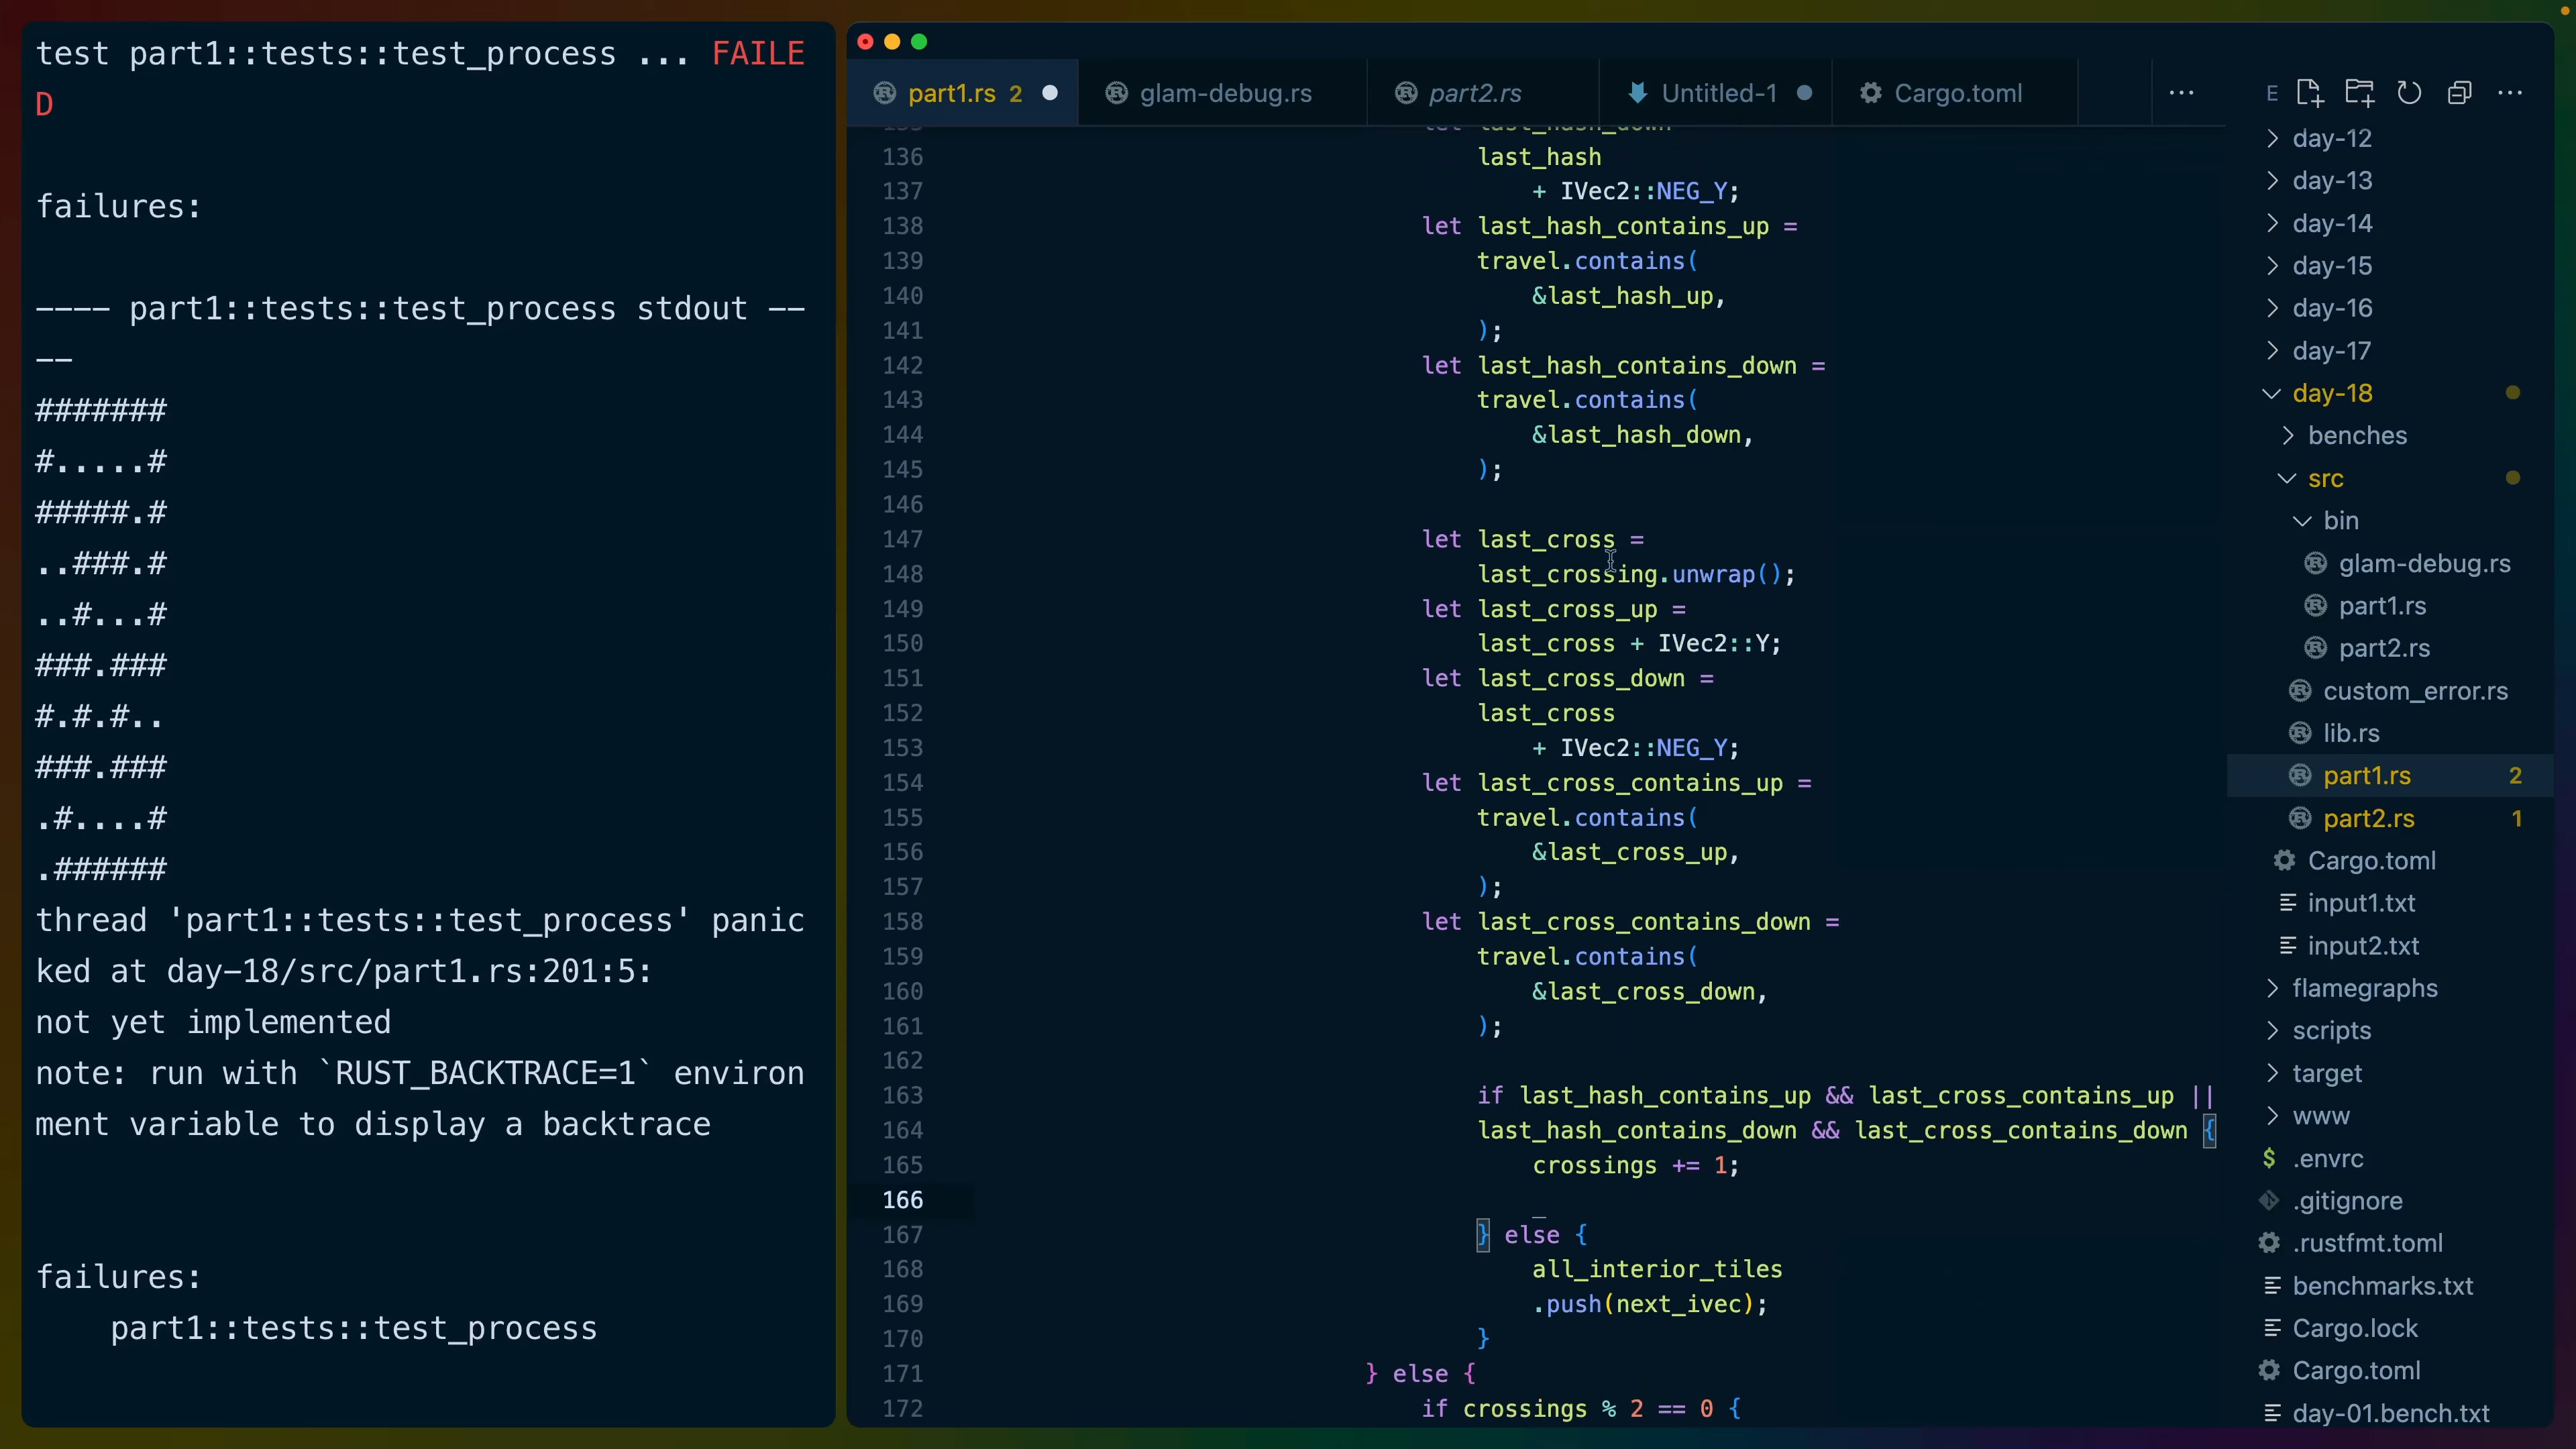 test part1::tests::test_process ... FAILE
D
failures:
---- part1::tests::test_process stdout --
--
#######
#.....#
#####.#
..###.#
..#...#
###.###
#.#.#..
###.###
.#....#
.######
thread 'part1::tests::test_process' panic
ked at day-18/src/part1.rs:201:5:
not yet implemented
note: run with `RUST_BACKTRACE=1` environ
ment variable to display a backtrace
failures:
    part1::tests::test_process
part1.rs 2
glam-debug.rs
part2.rs
Untitled-1
Cargo.toml
136 last_hash
137 + IVec2::NEG_Y;
138 let last_hash_contains_up =
139 travel.contains(
140 &last_hash_up,
141 );
142 let last_hash_contains_down =
143 travel.contains(
144 &last_hash_down,
145 );
146
147 let last_cross =
148 last_crossing.unwrap();
149 let last_cross_up =
150 last_cross + IVec2::Y;
151 let last_cross_down =
152 last_cross
153 + IVec2::NEG_Y;
154 let last_cross_contains_up =
155 travel.contains(
156 &last_cross_up,
157 );
158 let last_cross_contains_down =
159 travel.contains(
160 &last_cross_down,
161 );
162
163 if last_hash_contains_up && last_cross_contains_up ||
164 last_hash_contains_down && last_cross_contains_down {
165 crossings += 1;
166
167 } else {
168 all_interior_tiles
169 .push(next_ivec);
170 }
171 } else {
172 if crossings % 2 == 0 {
E
day-12
day-13
day-14
day-15
day-16
day-17
day-18
benches
src
bin
glam-debug.rs
part1.rs
part2.rs
custom_error.rs
lib.rs
part1.rs 2
part2.rs 1
Cargo.toml
input1.txt
input2.txt
flamegraphs
scripts
target
www
$ .envrc
.gitignore
.rustfmt.toml
benchmarks.txt
Cargo.lock
Cargo.toml
day-01.bench.txt